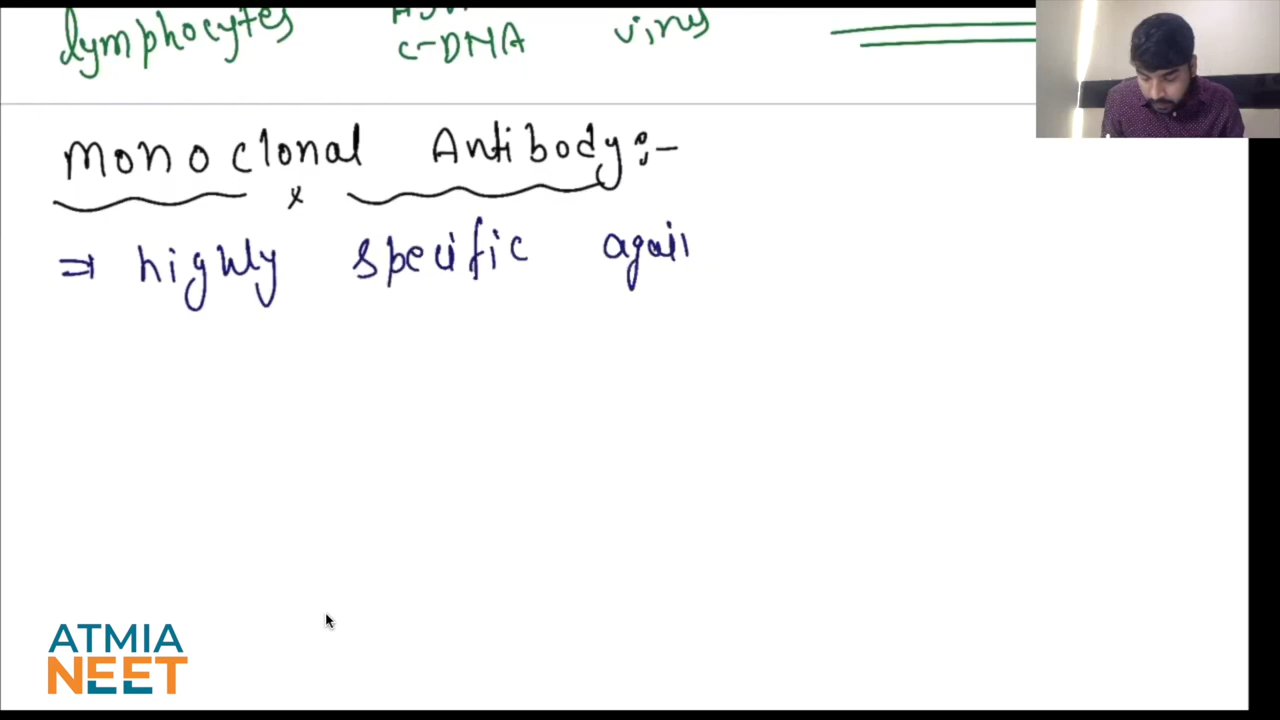 lymphocytes c-DNA virus
Monoclonal Antibody:-
x
⇒ highly specific agai
ATMIA
NEET